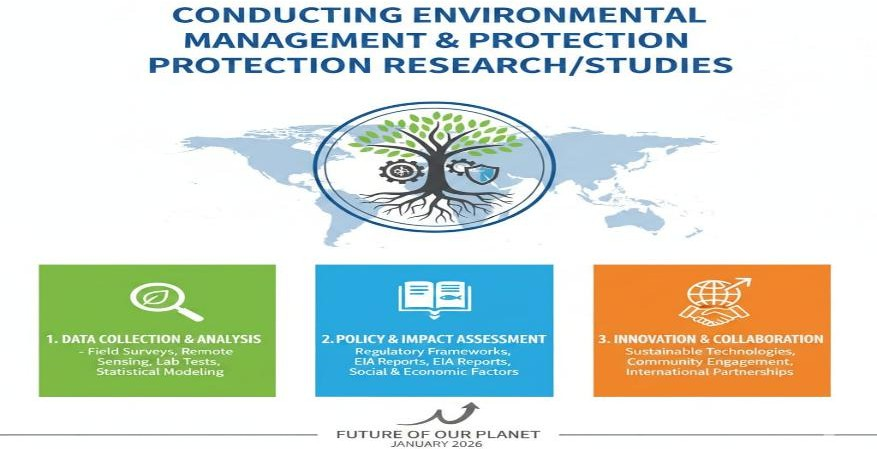 CONDUCTING ENVIRONMENTAL
MANAGEMENT & PROTECTION
PROTECTION RESEARCH/STUDIES
1. DATA COLLECTION & ANALYSIS
- Field Surveys, Remote
Sensing, Lab Tests,
Statistical Modeling
2. POLICY & IMPACT ASSESSMENT
Regulatory Frameworks,
EIA Reports, EIA Reports,
Social & Economic Factors
3. INNOVATION & COLLABORATION
Sustainable Technologies,
Community Engagement,
International Partnerships
FUTURE OF OUR PLANET
JANUARY 2026